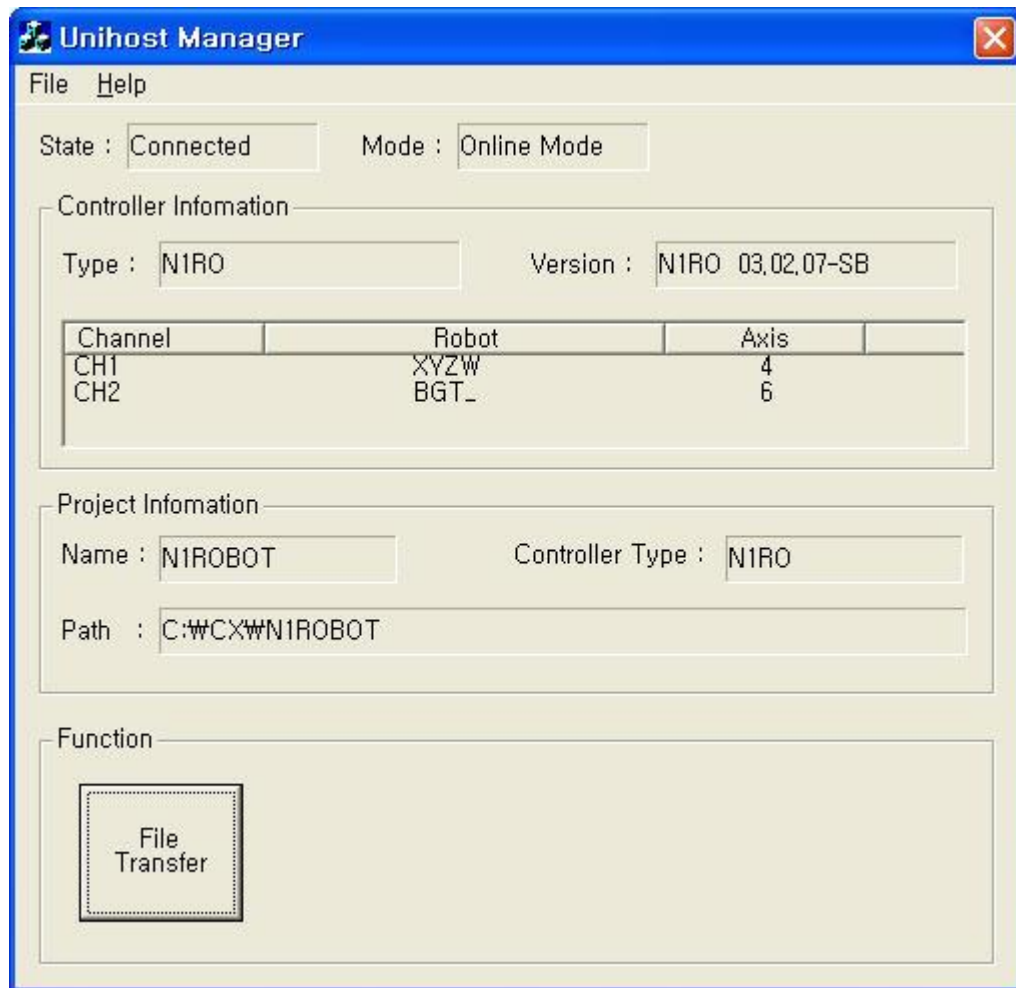 Unihost Manager
File Help
State : Connected Mode : Online Mode
Controller Infomation
Type : N1RO Version : N1RO 03,02,07-SB
Channel Robot Axis
CH1 XYZW 4
CH2 BGT_ 6
Project Infomation
Name : N1ROBOT Controller Type : N1RO
Path : C:₩CX₩N1ROBOT
Function
File
Transfer